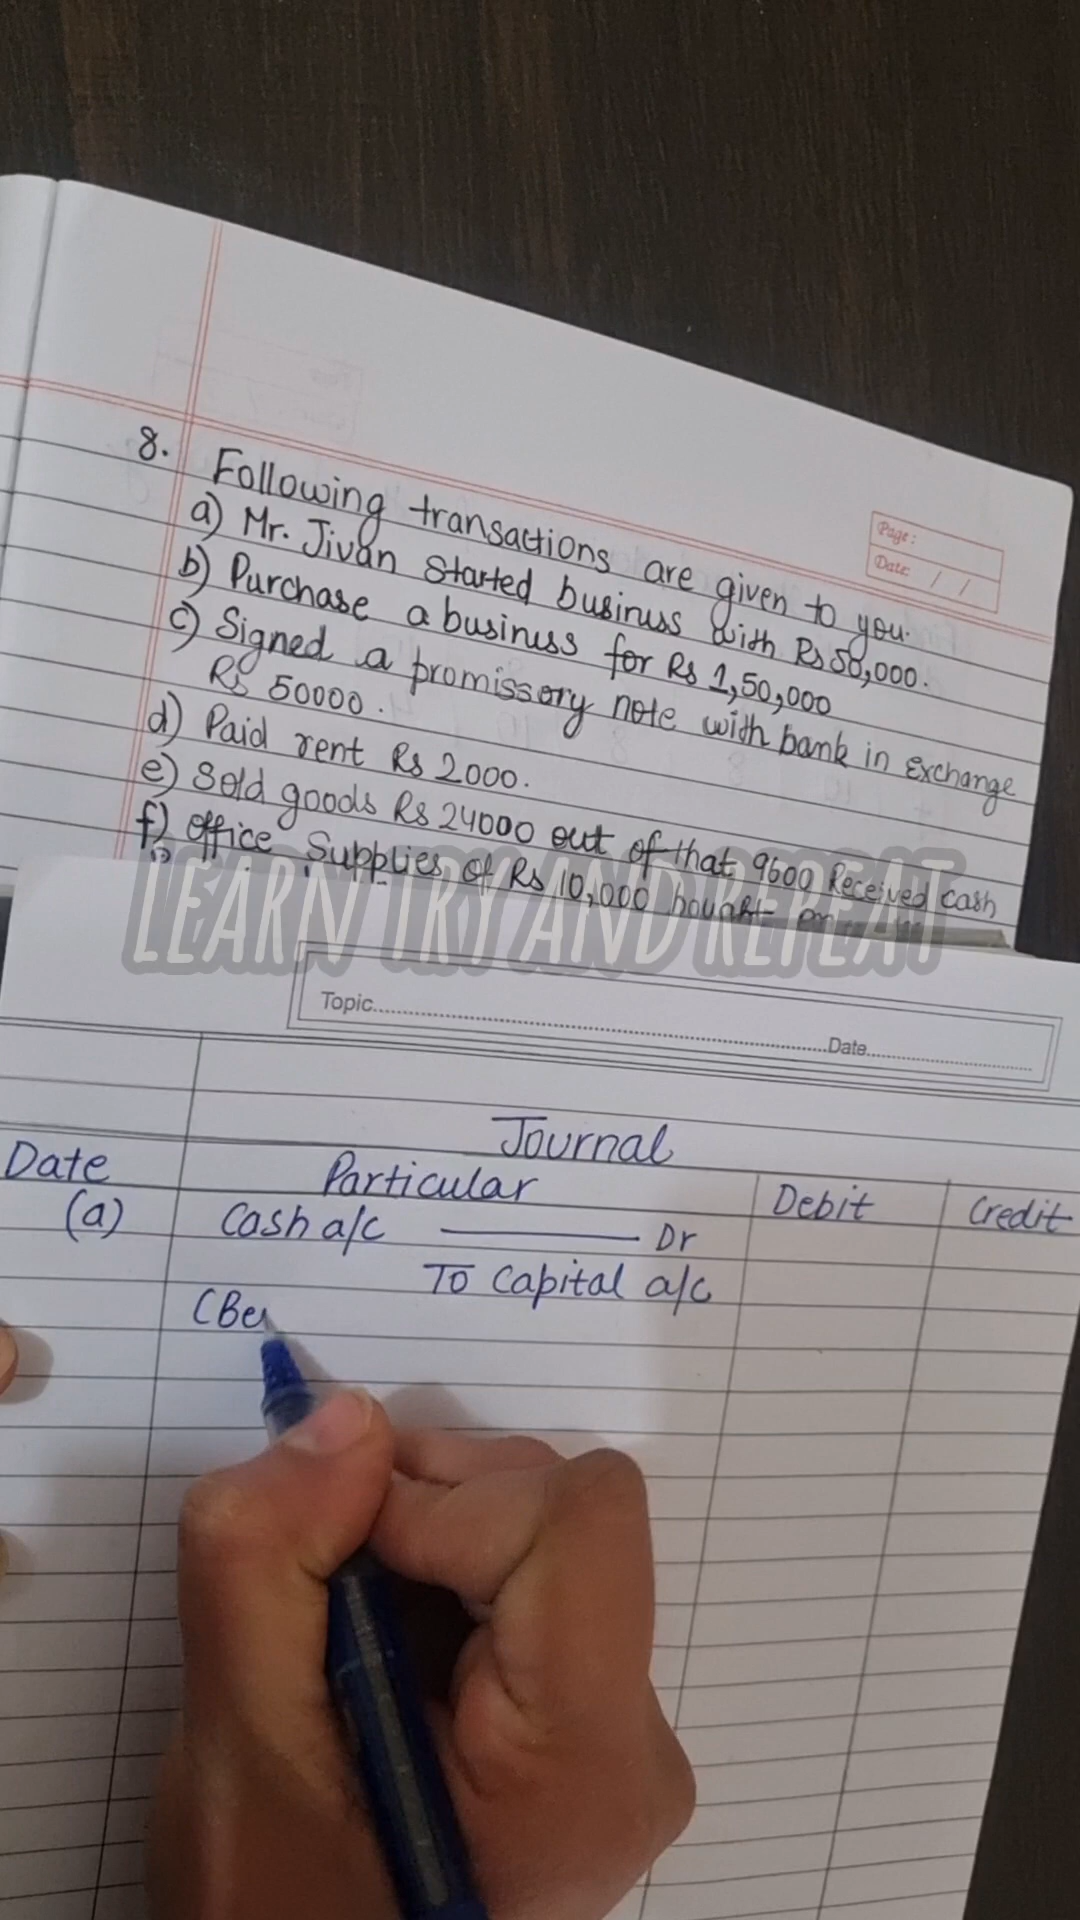 8. Following transactions are given to you.
a) Mr. Jivan Started business with Rs 50,000.
b) Purchase a business for Rs 1,50,000
c) Signed a promissory note with bank in exchange
Rs 50000.
d) Paid rent Rs 2000.
e) Sold goods Rs 24000 out of that 9600 Received cash
f) office Supplies of Rs 10,000 bought on
Page:
Date / /
LEARN TRY AND REPEAT
Topic
Date
Journal
Date Particular Debit Credit
(a) Cash a/c Dr
To Capital a/c
(Be